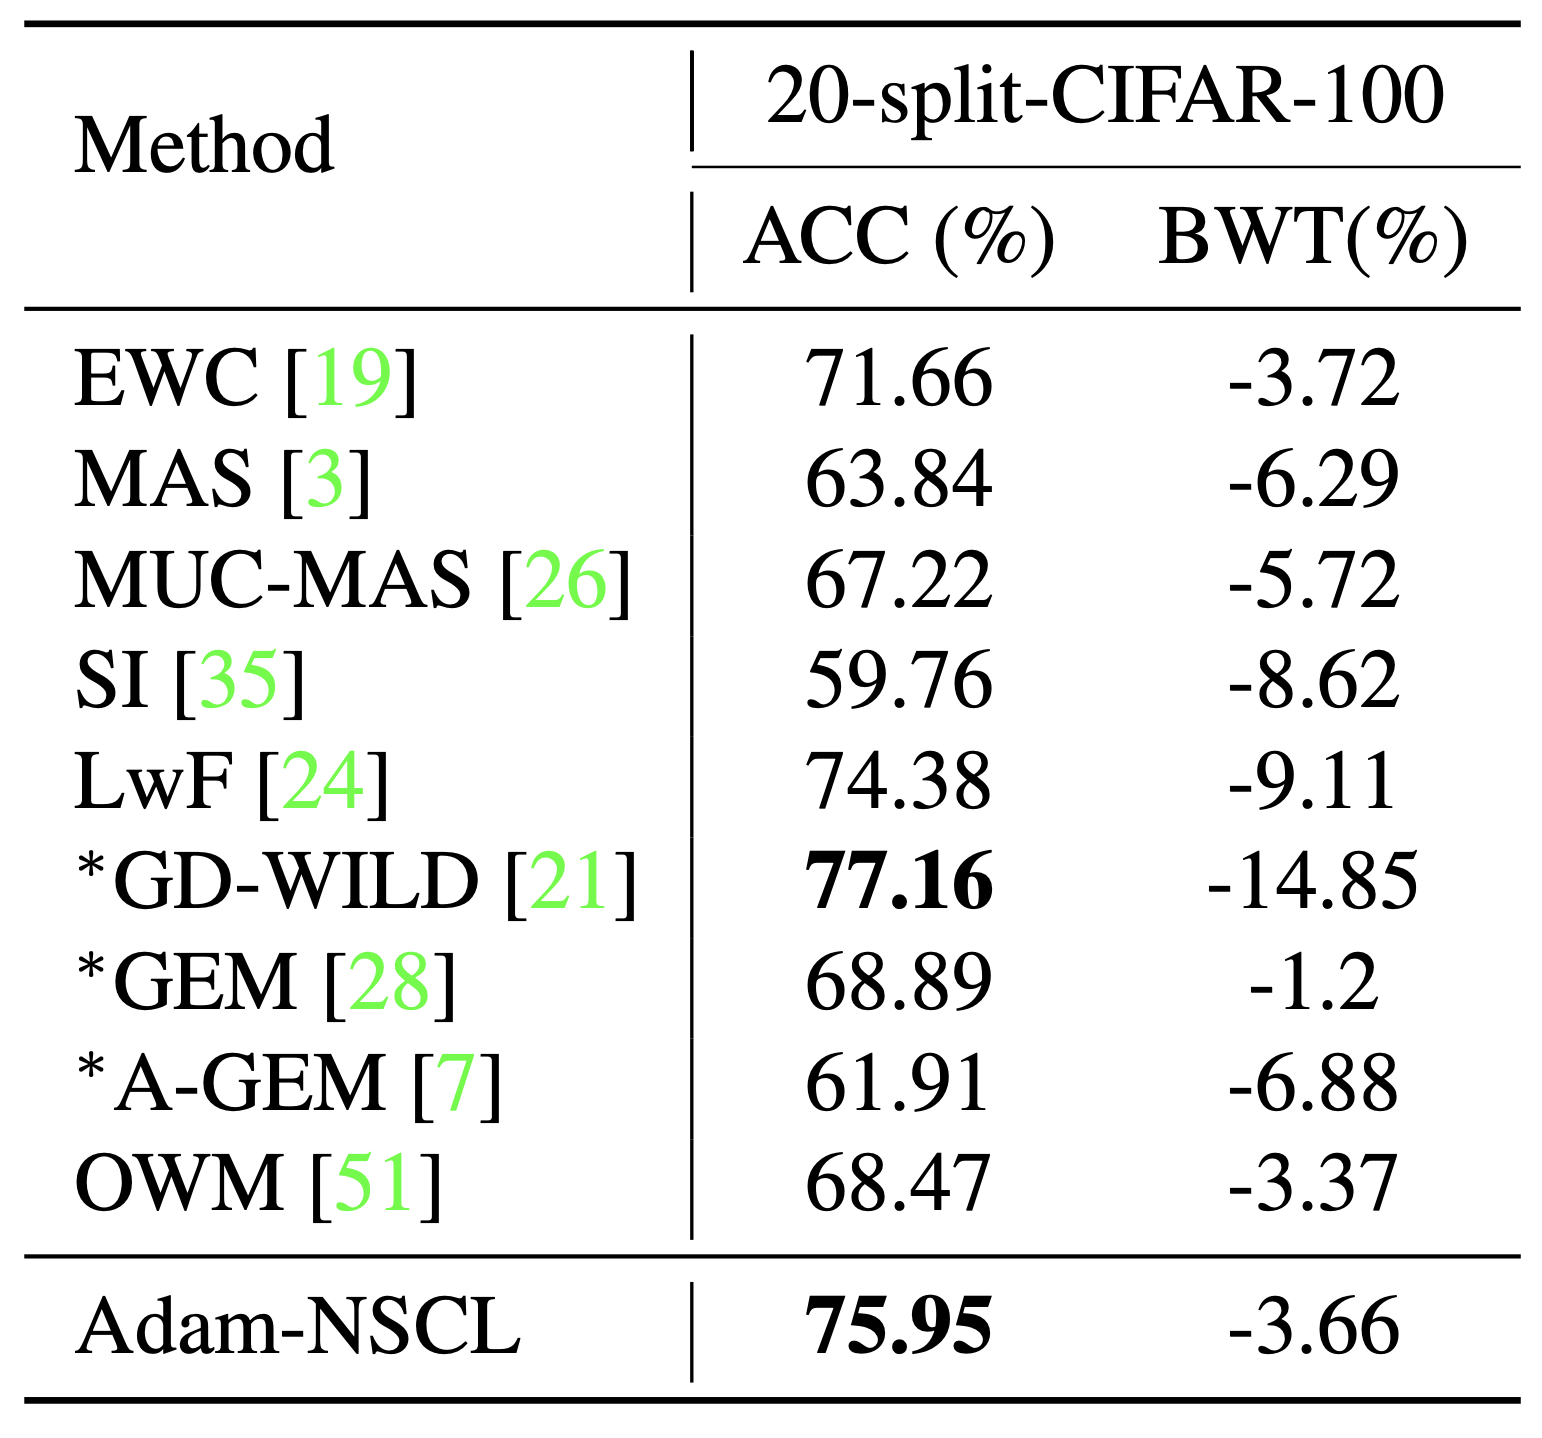 20-split-CIFAR-100
Method
ACC (%) BWT(%)
EWC [19] 71.66 -3.72
MAS [3] 63.84 -6.29
MUC-MAS [26] 67.22 -5.72
SI [35] 59.76 -8.62
LwF [24] 74.38 -9.11
*GD-WILD [21] 77.16 -14.85
*GEM [28] 68.89 -1.2
*A-GEM [7] 61.91 -6.88
OWM [51] 68.47 -3.37
Adam-NSCL 75.95 -3.66